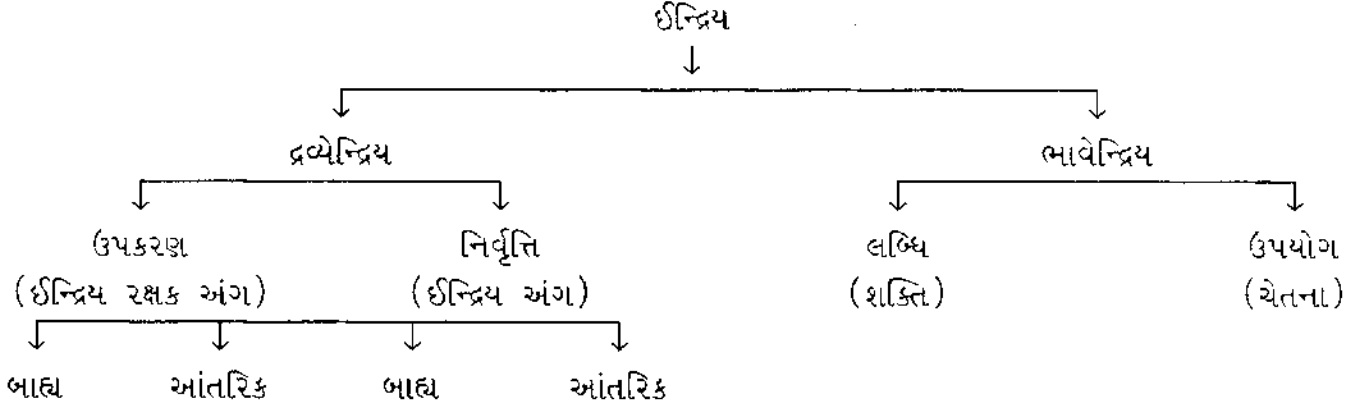 ઈન્દ્રિય
દ્રવ્યેન્દ્રિય ભાવેન્દ્રિય
ઉપકરણ નિર્વૃત્તિ લબ્ધિ ઉપયોગ
(ઈન્દ્રિય રક્ષક અંગ) (ઈન્દ્રિય અંગ) (શક્તિ) (ચેતના)
બાહ્ય આંતરિક બાહ્ય આંતરિક